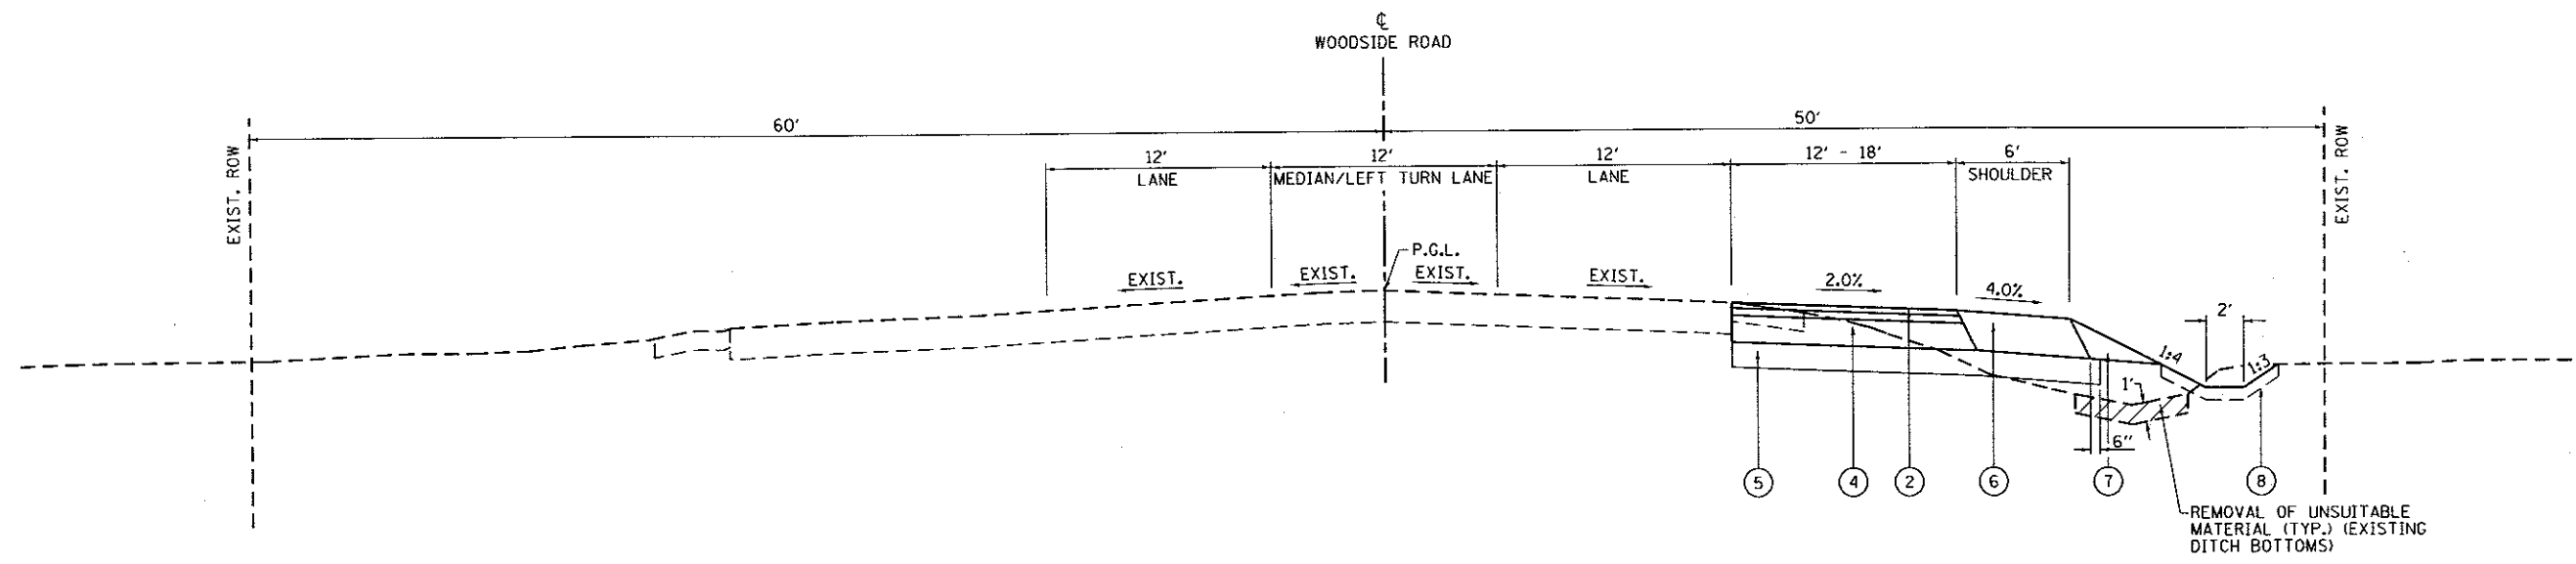 ℄
WOODSIDE ROAD
60'
50'
EXIST. ROW
12'
LANE
12'
MEDIAN/LEFT TURN LANE
12'
LANE
12' - 18'
6'
SHOULDER
EXIST. ROW
P.G.L.
EXIST.
EXIST.
EXIST.
EXIST.
2.0%
4.0%
2'
1:4
1:3
1'
6"
5
4
2
6
7
8
REMOVAL OF UNSUITABLE
MATERIAL (TYP.) (EXISTING
DITCH BOTTOMS)